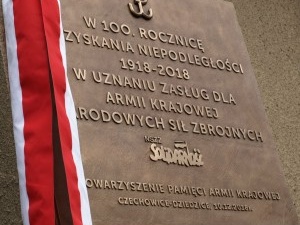 W 100. ROCZNICĘ
ZYSKANIA NIEPODLEGŁOŚCI
1918-2018
W UZNANIU ZASŁUG DLA
ARMII KRAJOWEJ
ARODOWYCH SIŁ ZBROJNYCH
NSZZ
SOLIDARNOŚĆ
OWARZYSZENIE PAMIĘCI ARMII KRAJOWEJ
CZECHOWICE-DZIEDZICE,